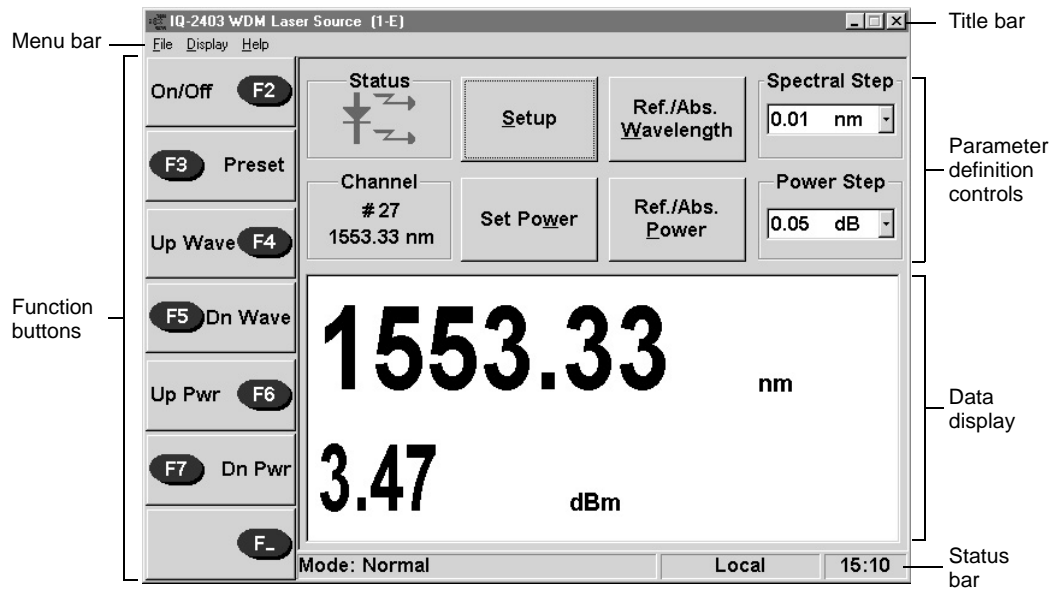 IQ-2403 WDM Laser Source (1-E)
Title bar
Menu bar
File Display Help
Function
buttons
On/Off F2
F3 Preset
Up Wave F4
F5 Dn Wave
Up Pwr F6
F7 Dn Pwr
F_
Status
Setup
Ref./Abs.
Wavelength
Spectral Step
0.01 nm
Channel
# 27
1553.33 nm
Set Power
Ref./Abs.
Power
Power Step
0.05 dB
Parameter
definition
controls
1553.33 nm
3.47 dBm
Data
display
Mode: Normal Local 15:10
Status
bar